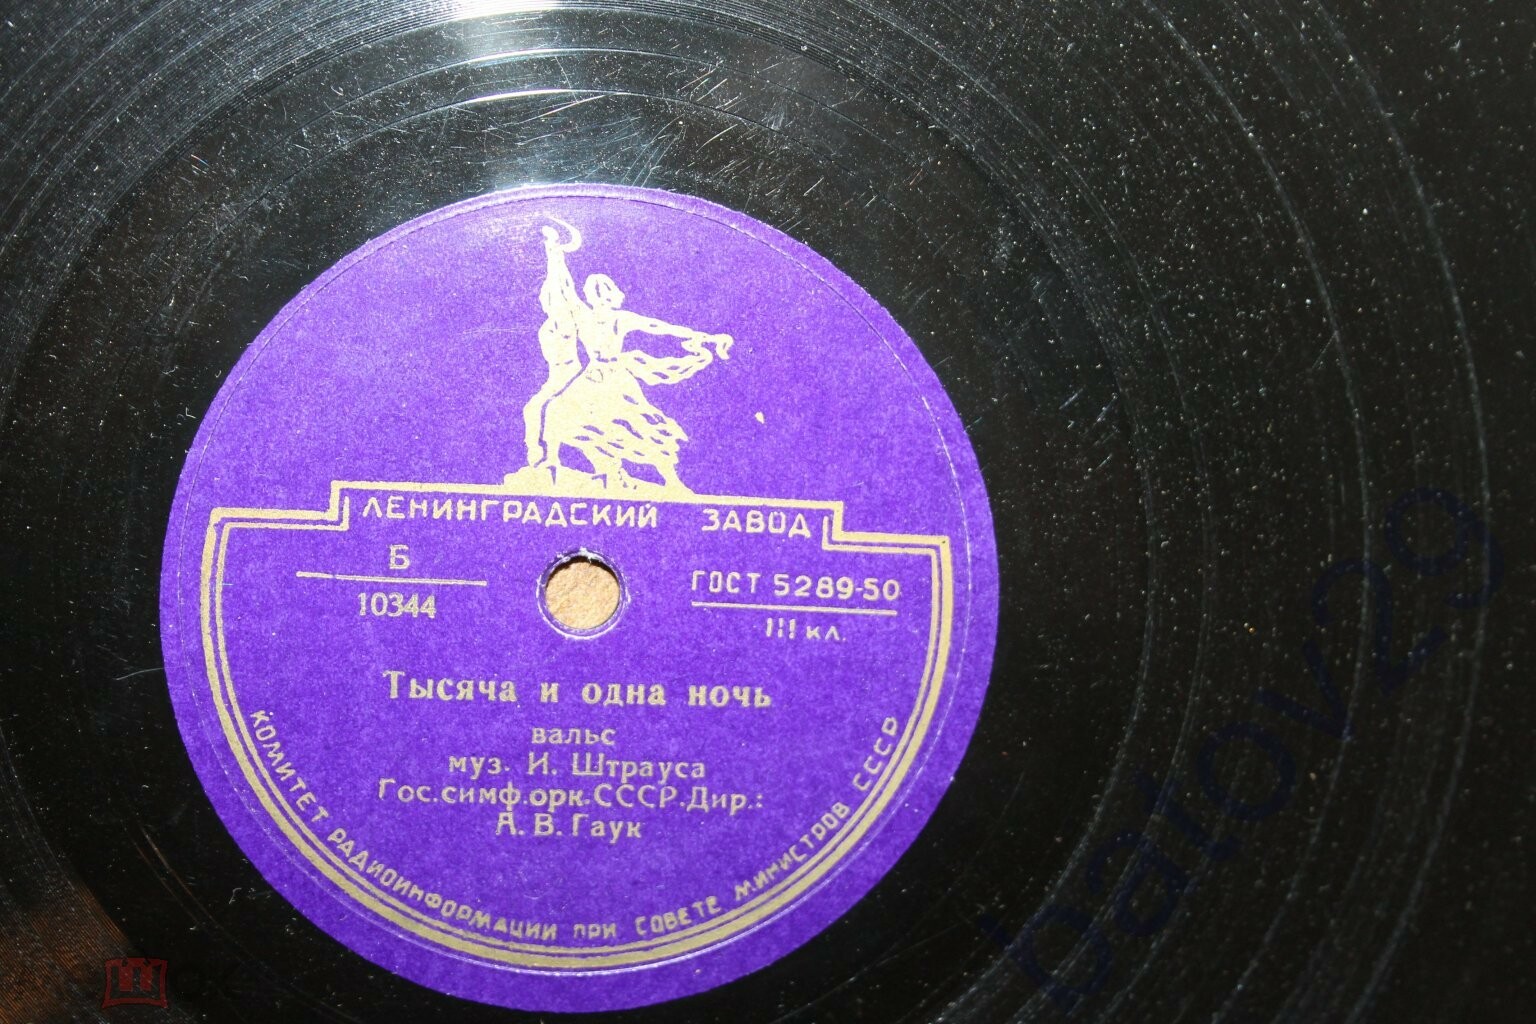 ЛЕНИНГРАДСКИЙ ЗАВОД
Б
10344
ГОСТ 5289-50
III кл.
Тысяча и одна ночь
вальс
муз. И. Штрауса
Гос.симф.орк.СССР.Дир.:
А. В. Гаук
КОМИТЕТ РАДИОИНФОРМАЦИИ ПРИ СОВЕТЕ МИНИСТРОВ СССР
batov29